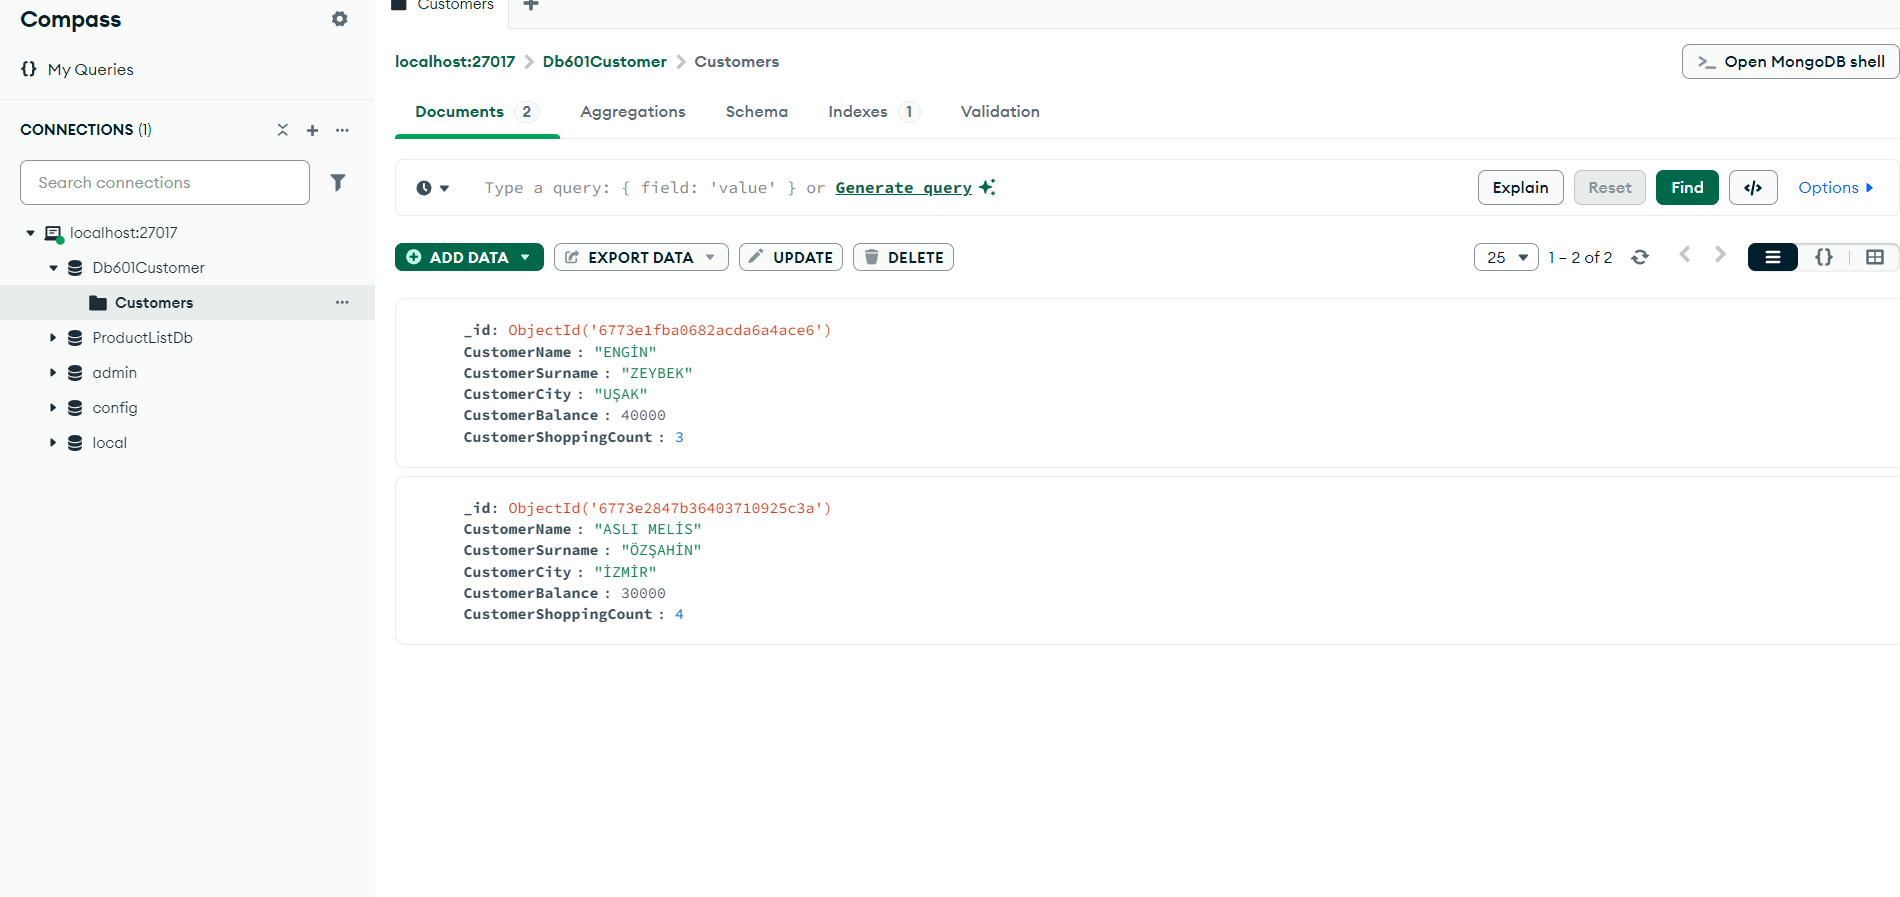 Compass
{} My Queries
CONNECTIONS (1)
Search connections
localhost:27017
Db601Customer
Customers
ProductListDb
admin
config
local
Customers
localhost:27017 > Db601Customer > Customers
>_ Open MongoDB shell
Documents 2 Aggregations Schema Indexes 1 Validation
Type a query: { field: 'value' } or Generate query
Explain Reset Find </> Options
ADD DATA EXPORT DATA UPDATE DELETE
25 1 – 2 of 2 {}
_id: ObjectId('6773e1fba0682acda6a4ace6')
CustomerName : "ENGİN"
CustomerSurname : "ZEYBEK"
CustomerCity : "UŞAK"
CustomerBalance : 40000
CustomerShoppingCount : 3
_id: ObjectId('6773e2847b36403710925c3a')
CustomerName : "ASLI MELİS"
CustomerSurname : "ÖZŞAHİN"
CustomerCity : "İZMİR"
CustomerBalance : 30000
CustomerShoppingCount : 4